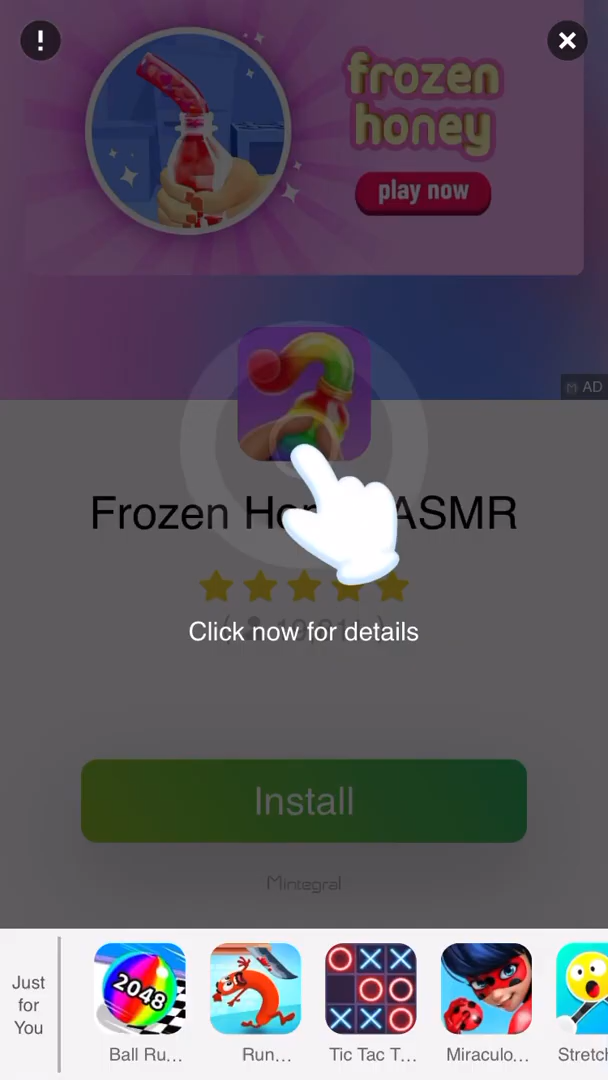 !
frozen
honey
play now
AD
Frozen Ho ASMR
Click now for details
Install
Mintegral
Just
for
You
2048
Ball Ru...
Run...
Tic Tac T...
Miraculo...
Stretch